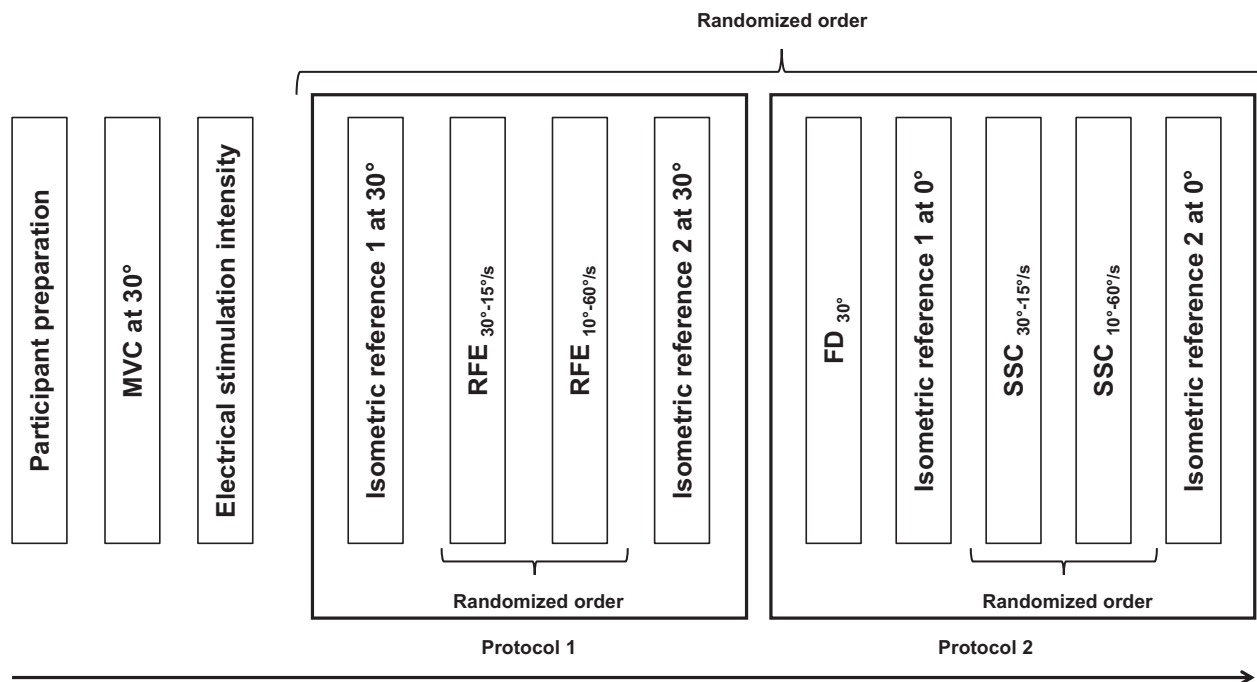 Randomized order
Participant preparation
MVC at 30°
Electrical stimulation intensity
Isometric reference 1 at 30°
RFE 30°-15°/s
RFE 10°-60°/s
Isometric reference 2 at 30°
Randomized order
Protocol 1
FD 30°
Isometric reference 1 at 0°
SSC 30°-15°/s
SSC 10°-60°/s
Isometric reference 2 at 0°
Randomized order
Protocol 2